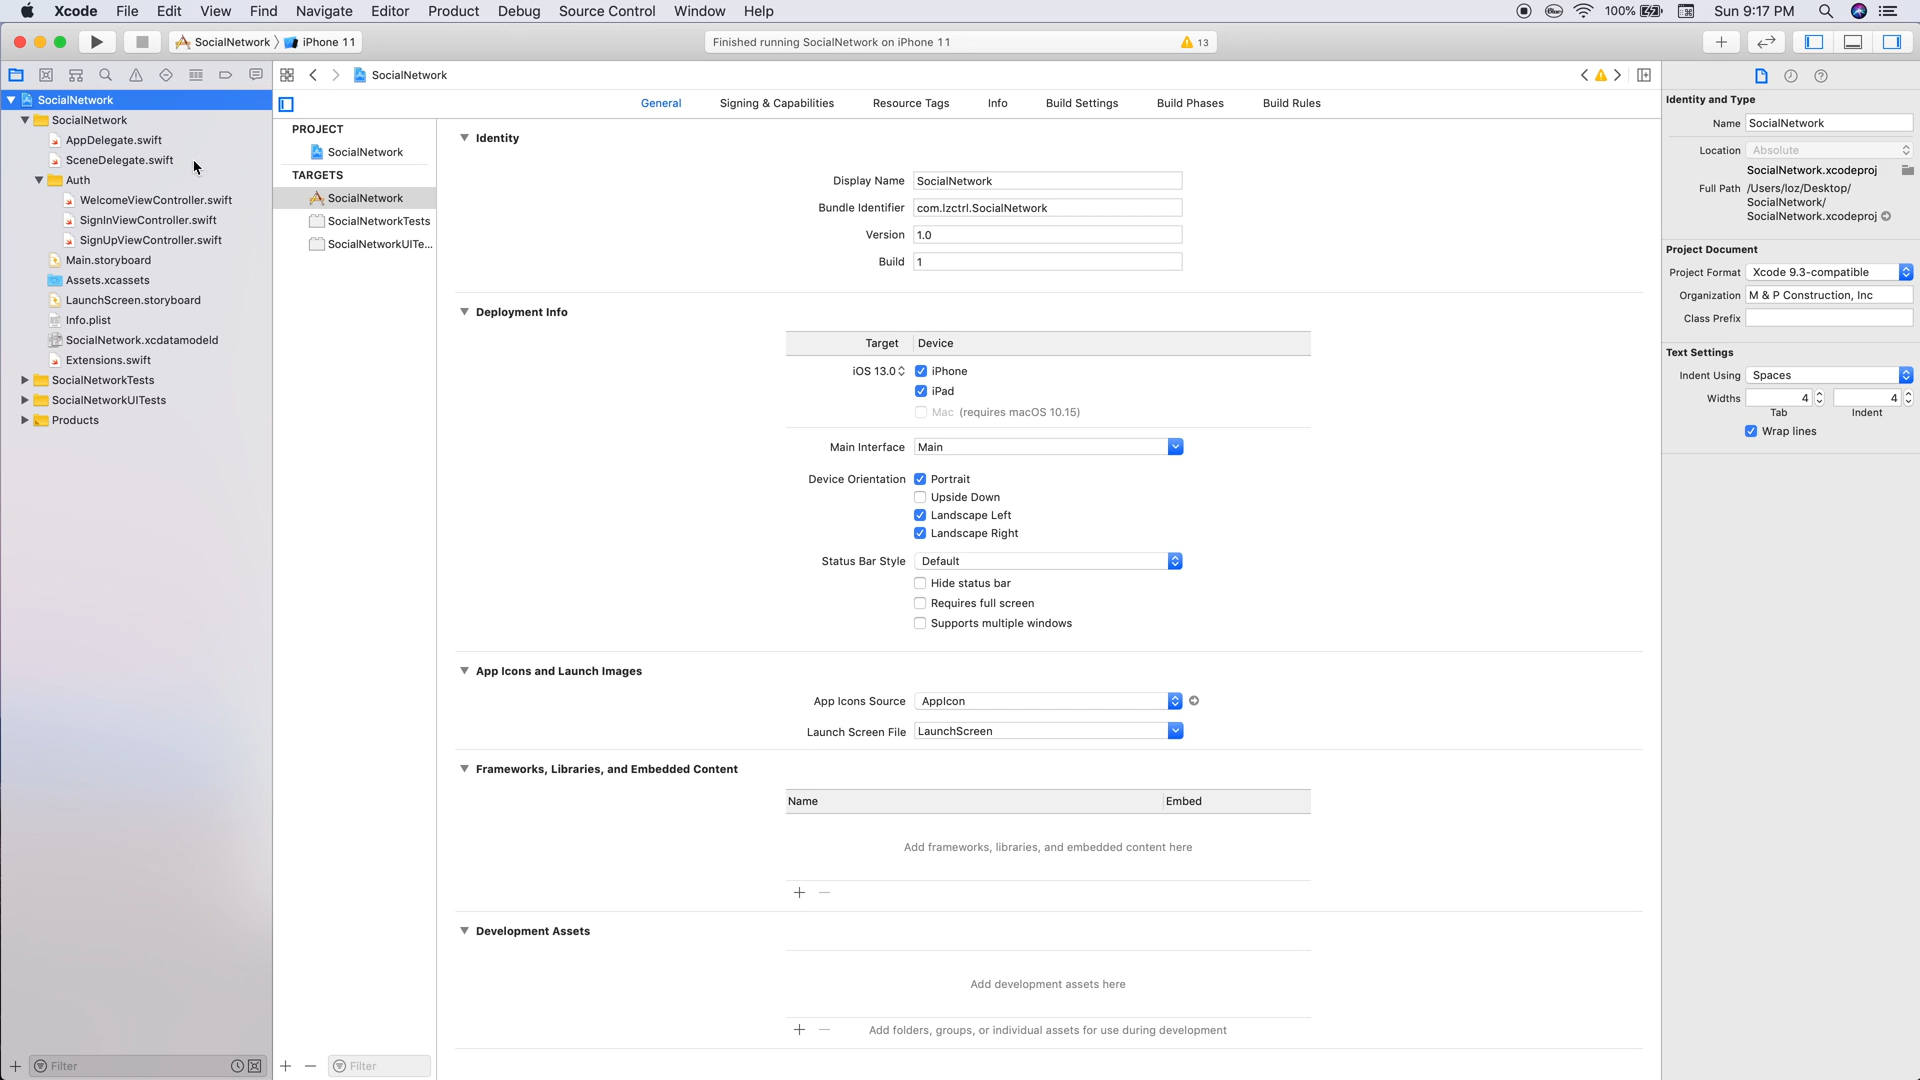 Xcode File Edit View Find Navigate Editor Product Debug Source Control Window Help 100% Sun 9:17 PM
SocialNetwork iPhone 11 Finished running SocialNetwork on iPhone 11 13
SocialNetwork
General Signing & Capabilities Resource Tags Info Build Settings Build Phases Build Rules
SocialNetwork
SocialNetwork
AppDelegate.swift
SceneDelegate.swift
Auth
WelcomeViewController.swift
SignInViewController.swift
SignUpViewController.swift
Main.storyboard
Assets.xcassets
LaunchScreen.storyboard
Info.plist
SocialNetwork.xcdatamodeld
Extensions.swift
SocialNetworkTests
SocialNetworkUITests
Products
Filter
PROJECT
SocialNetwork
TARGETS
SocialNetwork
SocialNetworkTests
SocialNetworkUITe...
Filter
Identity
Display Name SocialNetwork
Bundle Identifier com.lzctrl.SocialNetwork
Version 1.0
Build 1
Deployment Info
Target Device
iOS 13.0 iPhone
iPad
Mac (requires macOS 10.15)
Main Interface Main
Device Orientation Portrait
Upside Down
Landscape Left
Landscape Right
Status Bar Style Default
Hide status bar
Requires full screen
Supports multiple windows
App Icons and Launch Images
App Icons Source AppIcon
Launch Screen File LaunchScreen
Frameworks, Libraries, and Embedded Content
Name Embed
Add frameworks, libraries, and embedded content here
Development Assets
Add development assets here
Add folders, groups, or individual assets for use during development
Identity and Type
Name SocialNetwork
Location Absolute
SocialNetwork.xcodeproj
Full Path /Users/loz/Desktop/
SocialNetwork/
SocialNetwork.xcodeproj
Project Document
Project Format Xcode 9.3-compatible
Organization M & P Construction, Inc
Class Prefix
Text Settings
Indent Using Spaces
Widths 4 4
Tab Indent
Wrap lines